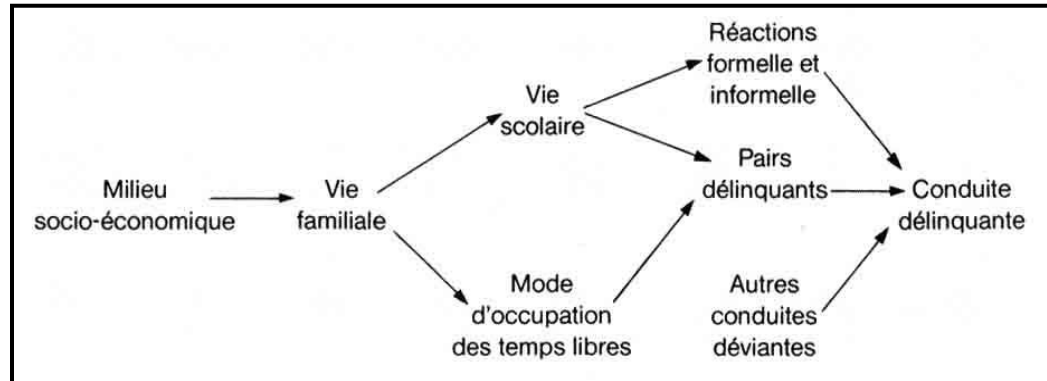 Réactions
formelle et
informelle
Vie
scolaire
Pairs
délinquants
Milieu
socio-économique
Vie
familiale
Conduite
délinquante
Mode
d'occupation
des temps libres
Autres
conduites
déviantes